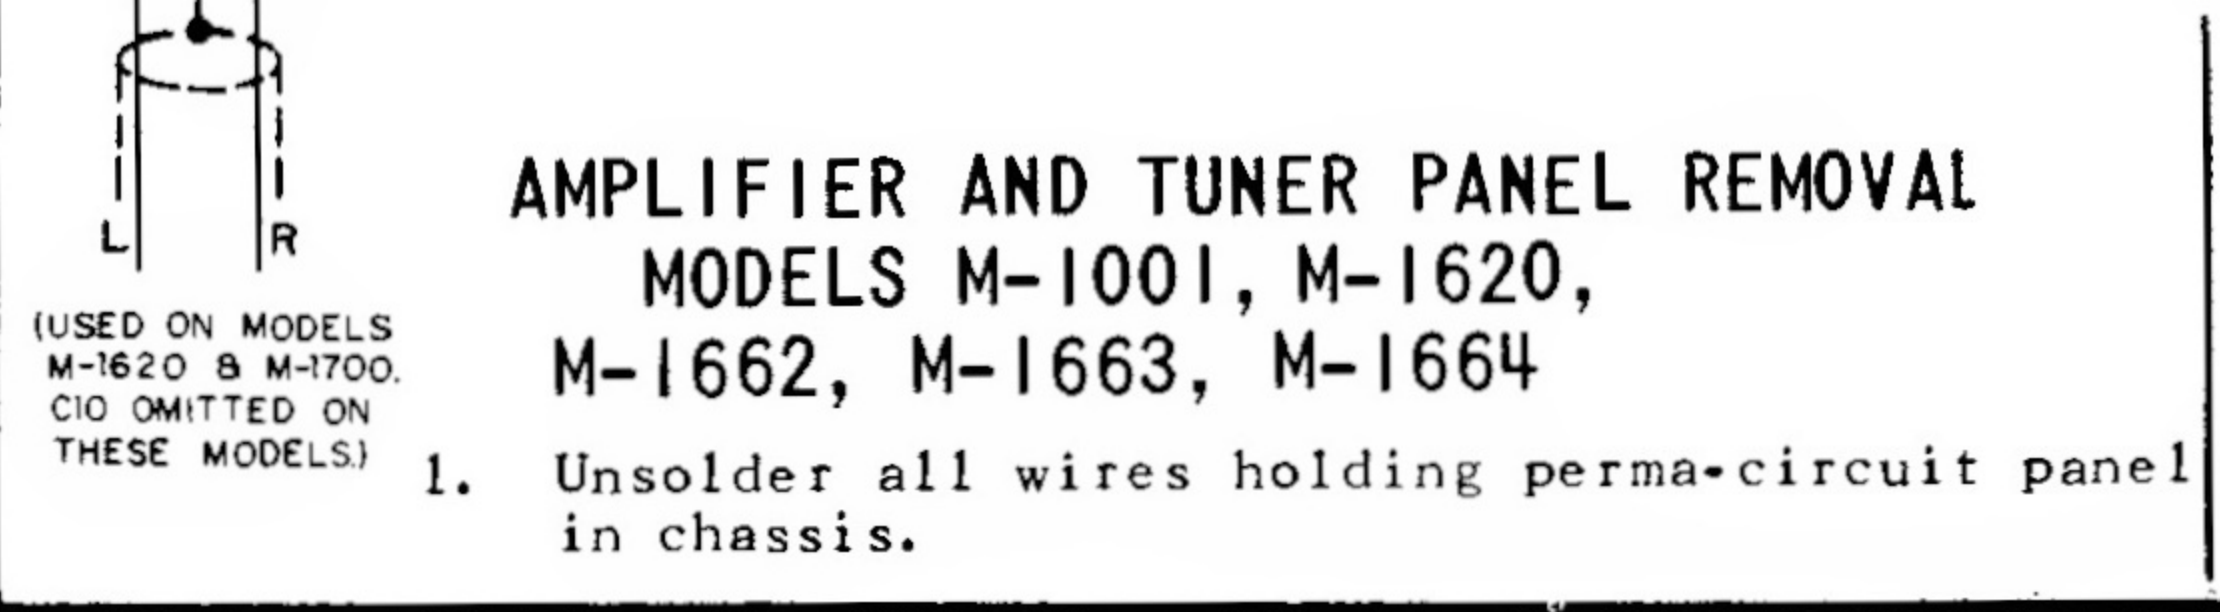 L R
(USED ON MODELS
M-1620 & M-1700.
C10 OMITTED ON
THESE MODELS.)
AMPLIFIER AND TUNER PANEL REMOVAL
MODELS M-1001, M-1620,
M-1662, M-1663, M-1664
1. Unsolder all wires holding perma-circuit panel
in chassis.